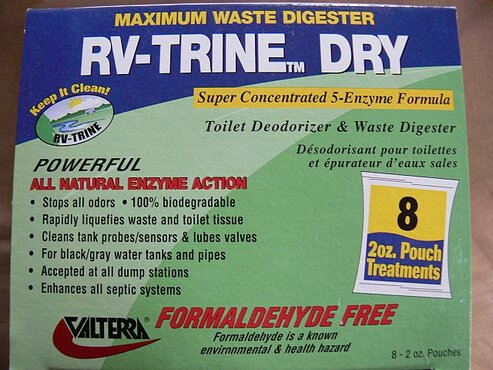 MAXIMUM WASTE DIGESTER
RV-TRINE™ DRY
Keep It Clean!
RV-TRINE
Super Concentrated 5-Enzyme Formula
Toilet Deodorizer & Waste Digester
Désodorisant pour toilettes
et épurateur d'eaux sales
POWERFUL
ALL NATURAL ENZYME ACTION
• Stops all odors • 100% biodegradable
• Rapidly liquefies waste and toilet tissue
• Cleans tank probes/sensors & lubes valves
• For black/gray water tanks and pipes
• Accepted at all dump stations
• Enhances all septic systems
8
2oz. Pouch
Treatments
VALTERRA®
FORMALDEHYDE FREE
Formaldehyde is a known
environmental & health hazard
8 - 2 oz. Pouches